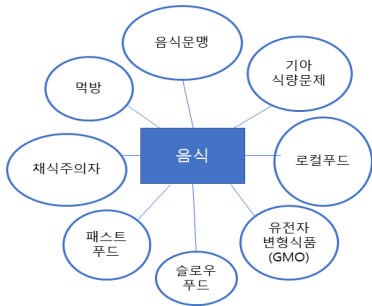 음식문맹
기아
식량문제
먹방
음식
로컬푸드
채식주의자
유전자
변형식품
(GMO)
패스트
푸드
슬로우
푸드